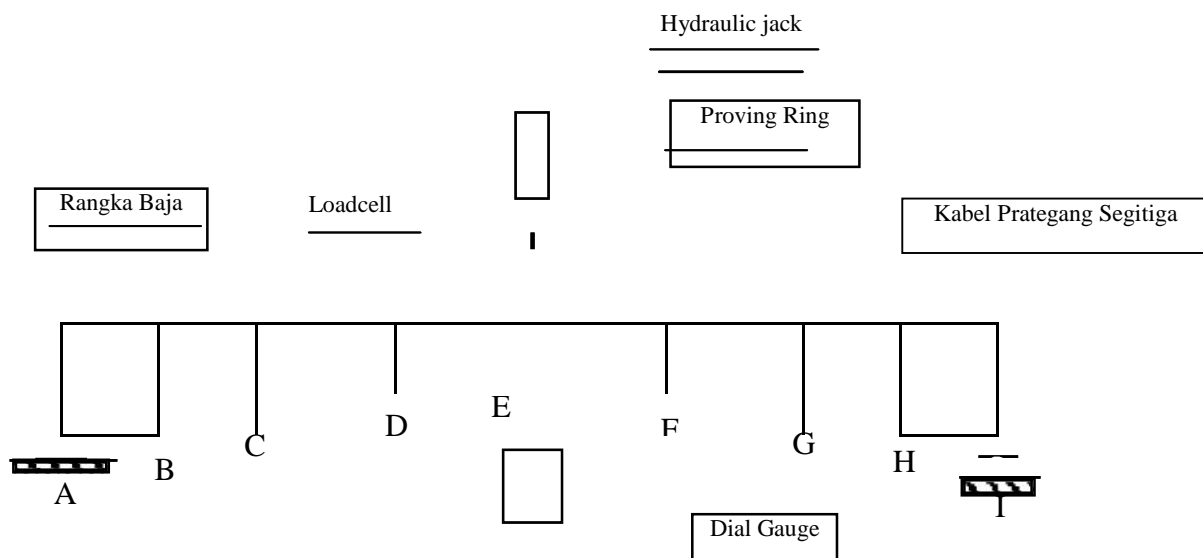 Hydraulic jack
Proving Ring
Rangka Baja
Loadcell
Kabel Prategang Segitiga
E
D
F
C
G
B
H
A
I
Dial Gauge